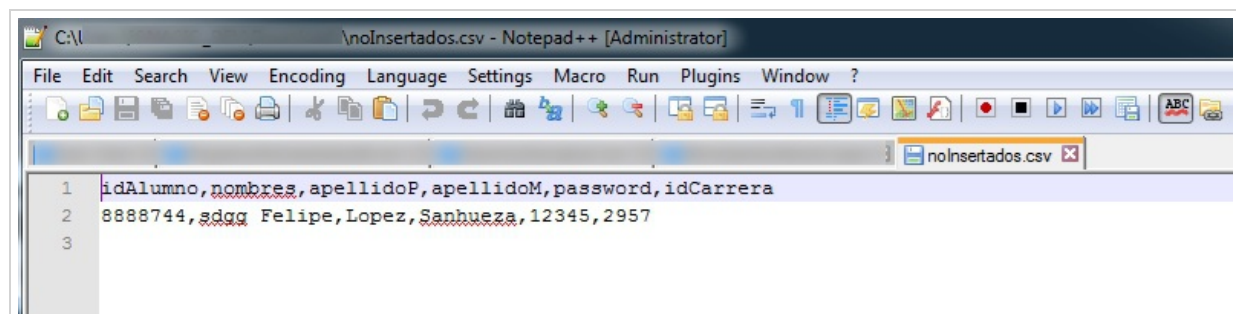 C:\ \noInsertados.csv - Notepad++ [Administrator]
File Edit Search View Encoding Language Settings Macro Run Plugins Window ?
ABC
noInsertados.csv
1 idAlumno,nombres,apellidoP,apellidoM,password,idCarrera
2 8888744,sdgg Felipe,Lopez,Sanhueza,12345,2957
3